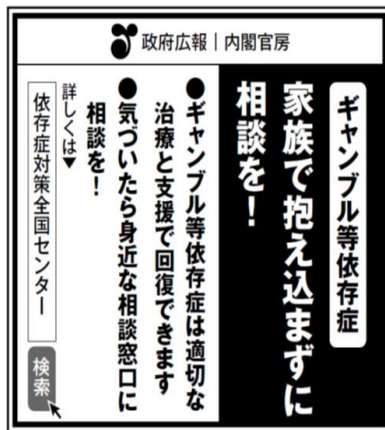 政府広報 | 内閣官房
ギャンブル等依存症
家族で抱え込まずに
相談を!
●ギャンブル等依存症は適切な
治療と支援で回復できます
●気づいたら身近な相談窓口に
相談を!
詳しくは▼
依存症対策全国センター
検索